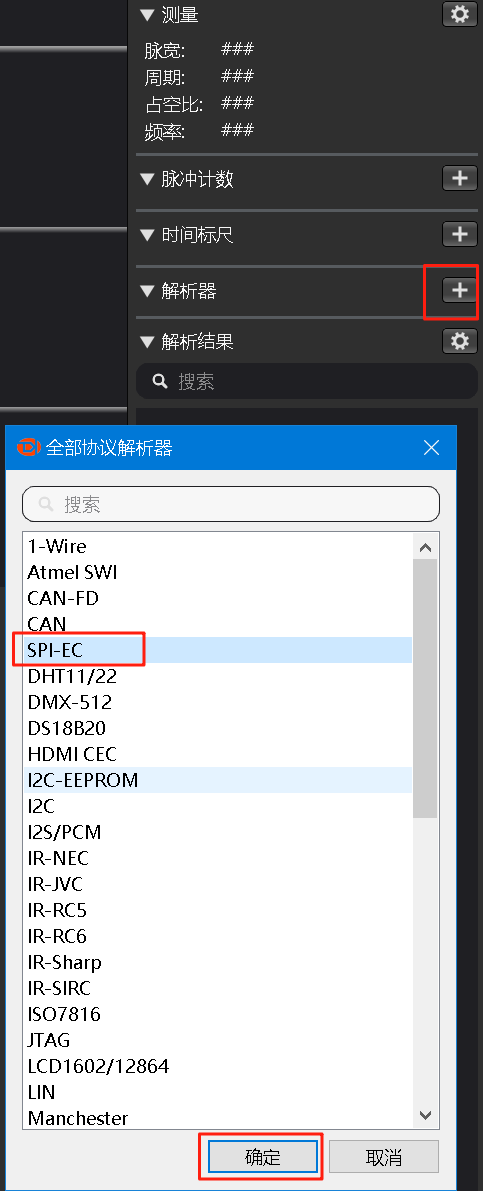 测量
脉宽: ###
周期: ###
占空比: ###
频率: ###
脉冲计数
时间标尺
解析器
解析结果
搜索
全部协议解析器
搜索
1-Wire
Atmel SWI
CAN-FD
CAN
SPI-EC
DHT11/22
DMX-512
DS18B20
HDMI CEC
I2C-EEPROM
I2C
I2S/PCM
IR-NEC
IR-JVC
IR-RC5
IR-RC6
IR-Sharp
IR-SIRC
ISO7816
JTAG
LCD1602/12864
LIN
Manchester
确定 取消